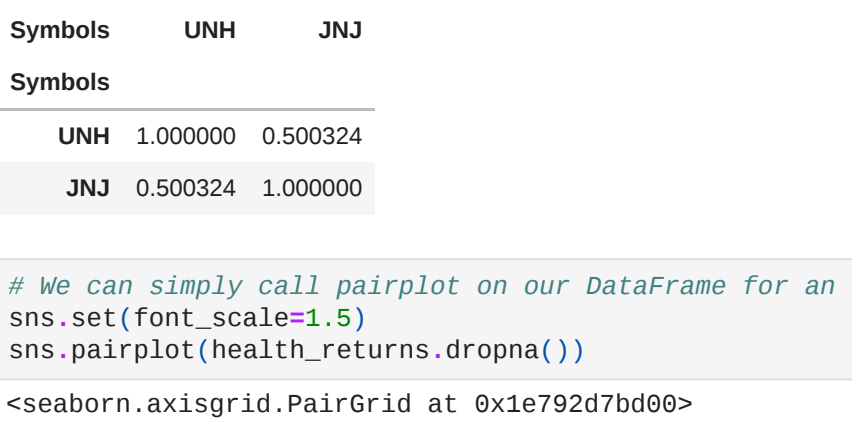 Symbols UNH JNJ
Symbols
UNH 1.000000 0.500324
JNJ 0.500324 1.000000
# We can simply call pairplot on our DataFrame for an
sns.set(font_scale=1.5)
sns.pairplot(health_returns.dropna())
<seaborn.axisgrid.PairGrid at 0x1e792d7bd00>